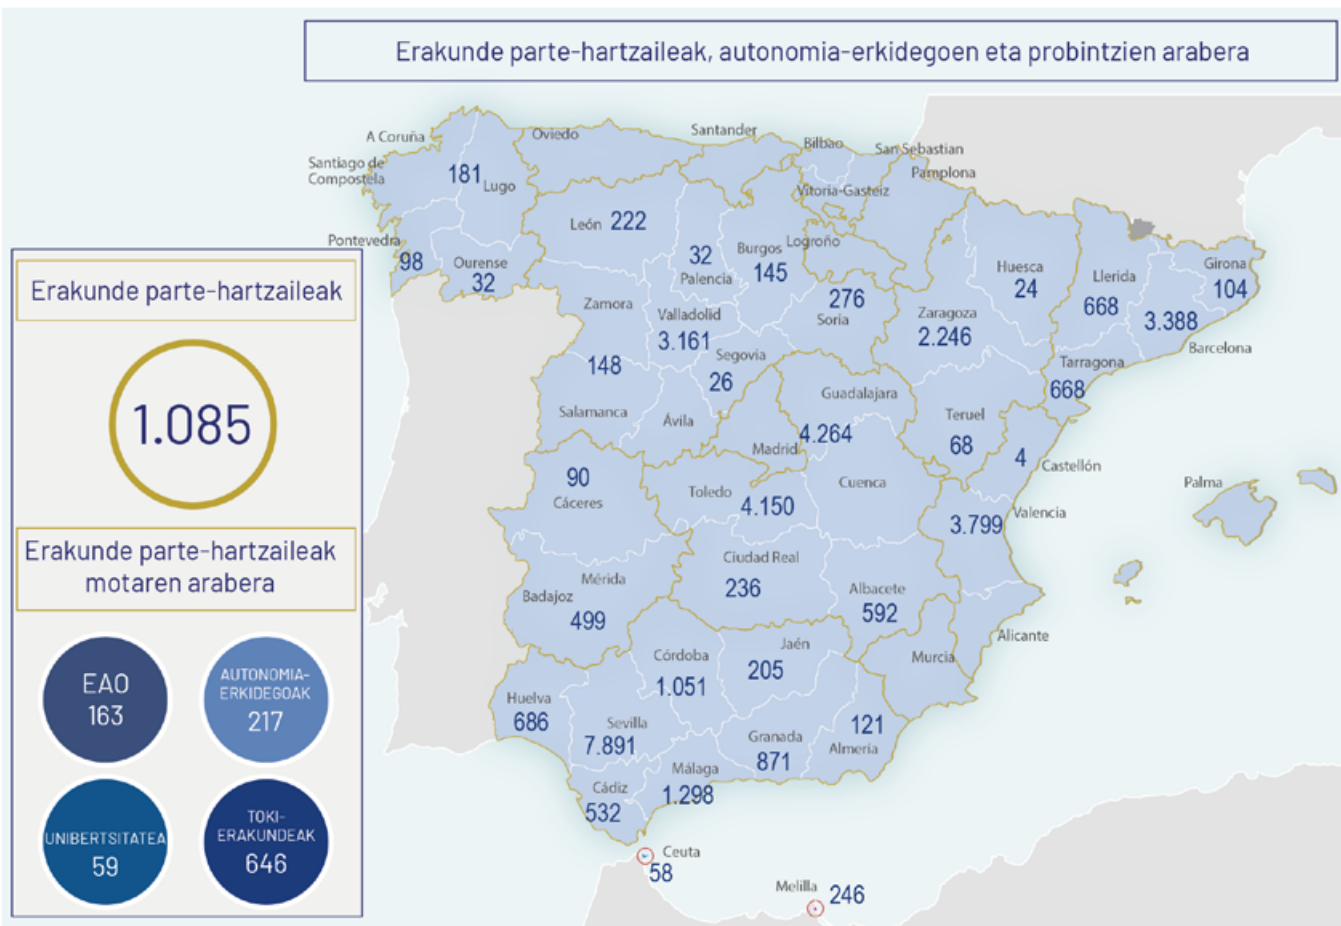 Erakunde parte-hartzaileak, autonomia-erkidegoen eta probintzien arabera
Erakunde parte-hartzaileak
1.085
Erakunde parte-hartzaileak
motaren arabera
EAO
163
AUTONOMIA-
ERKIDEGOAK
217
UNIBERTSITATEA
59
TOKI-
ERAKUNDEAK
646
A Coruña
Oviedo
Santander
Bilbao
San Sebastian
Santiago de
Compostela
181
Lugo
Vitoria-Gasteiz
Pamplona
León 222
Pontevedra
98
Ourense
32
32
Palencia
Burgos
145
Logroño
Huesca
24
Llerida
668
Girona
104
Zamora
Valladolid
3.161
276
Soria
Zaragoza
2.246
3.388
Barcelona
148
Segovia
26
Tarragona
668
Salamanca
Ávila
Guadalajara
Teruel
68
4.264
Madrid
4
Castellón
90
Cáceres
Toledo
4.150
Cuenca
Palma
3.799
Valencia
Ciudad Real
236
Mérida
Badajoz
499
Albacete
592
Alicante
Murcia
Córdoba
1.051
Jaén
205
Huelva
686
Sevilla
7.891
Granada
871
121
Almería
Málaga
1.298
Cádiz
532
Ceuta
58
Melilla
246